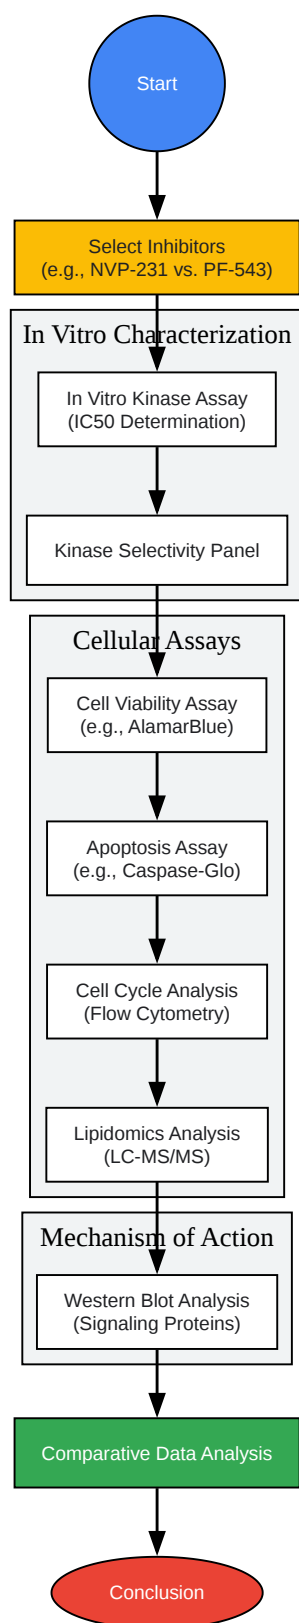 Start
Select Inhibitors
(e.g., NVP-231 vs. PF-543)
In Vitro Characterization
In Vitro Kinase Assay
(IC50 Determination)
Kinase Selectivity Panel
Cellular Assays
Cell Viability Assay
(e.g., AlamarBlue)
Apoptosis Assay
(e.g., Caspase-Glo)
Cell Cycle Analysis
(Flow Cytometry)
Lipidomics Analysis
(LC-MS/MS)
Mechanism of Action
Western Blot Analysis
(Signaling Proteins)
Comparative Data Analysis
Conclusion